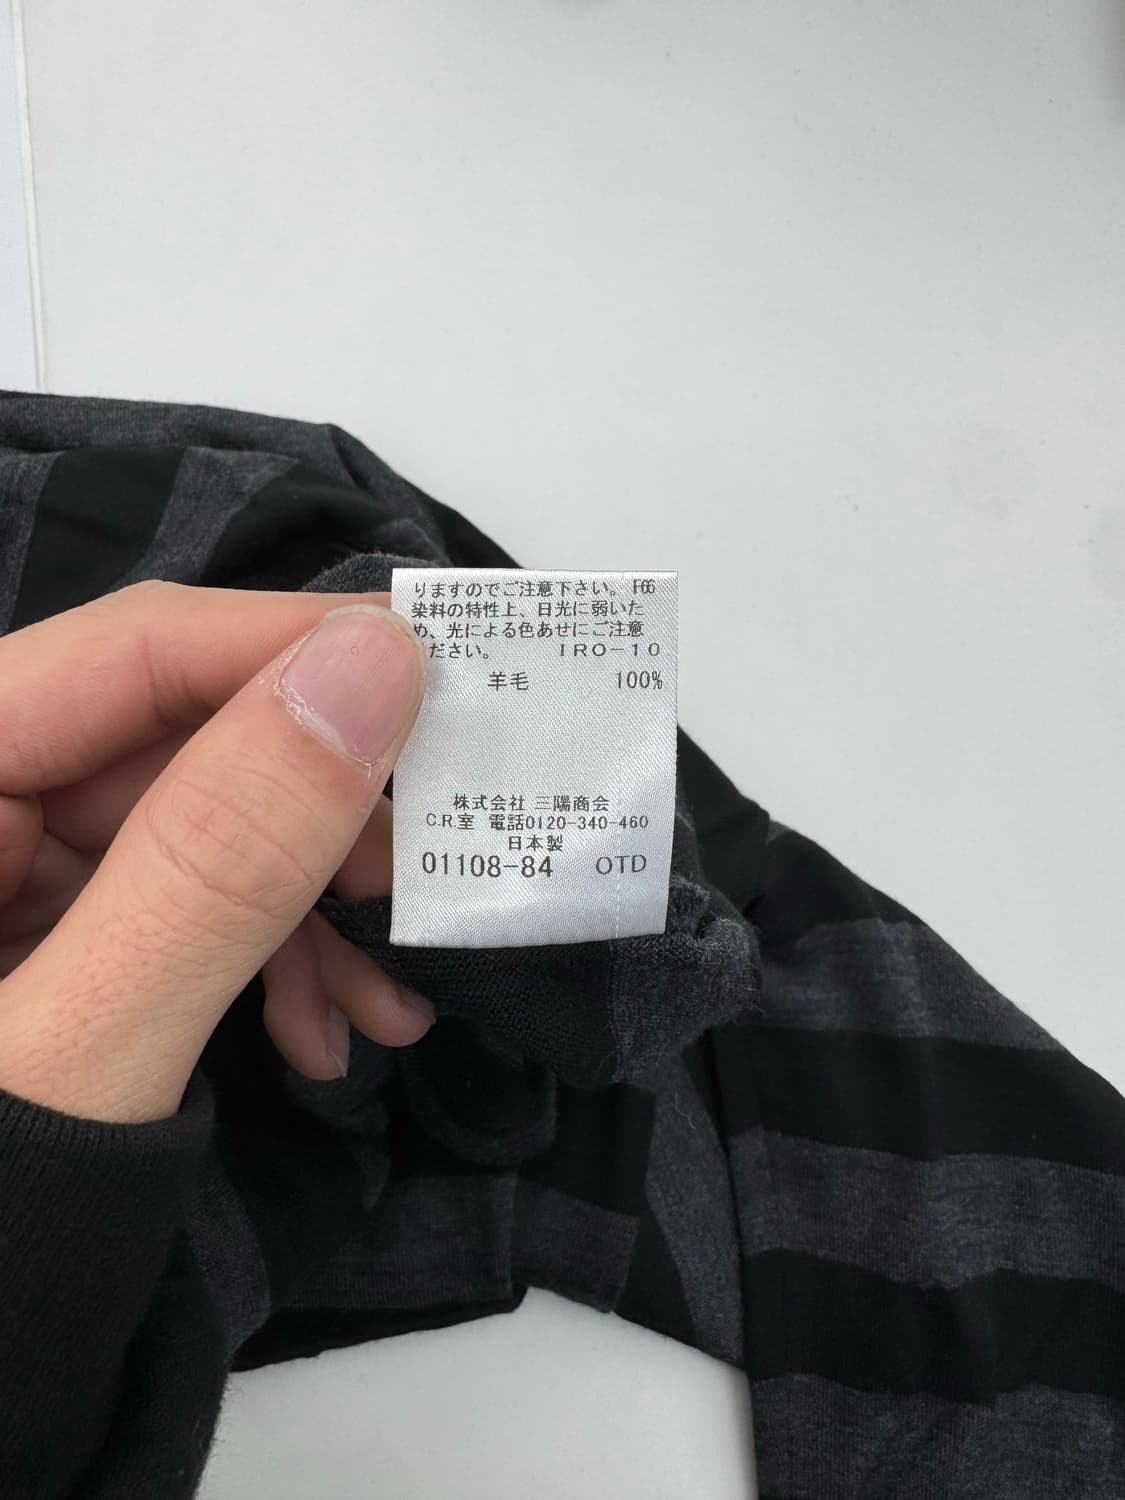 りますのでご注意下さい。 F66
染料の特性上、日光に弱いた
め、光による色あせにご注意
ださい。 IRO-10
羊毛 100%
株式会社 三陽商会
C.R.室 電話0120-340-460
日本製
01108-84 OTD